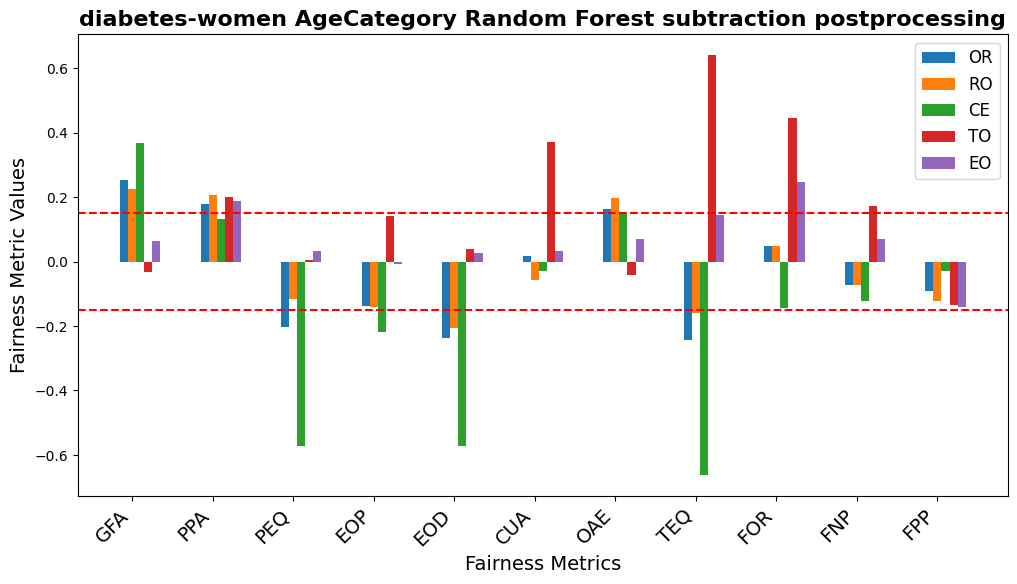 diabetes-women AgeCategory Random Forest subtraction postprocessing
Fairness Metric Values
0.6
0.4
0.2
0.0
−0.2
−0.4
−0.6
OR
RO
CE
TO
EO
GFA
PPA
PEQ
EOP
EOD
CUA
OAE
TEQ
FOR
FNP
FPP
Fairness Metrics